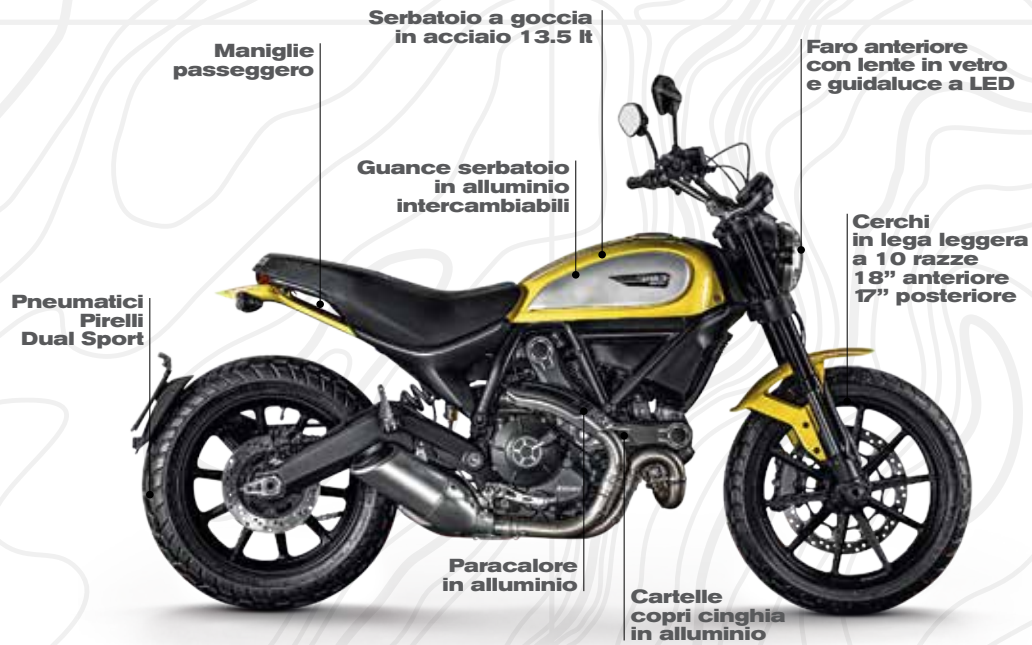 Serbatoio a goccia
in acciaio 13.5 lt
Maniglie
passeggero
Faro anteriore
con lente in vetro
e guidaluce a LED
Guance serbatoio
in alluminio
intercambiabili
Cerchi
in lega leggera
a 10 razze
18” anteriore
17” posteriore
Pneumatici
Pirelli
Dual Sport
Paracalore
in alluminio
Cartelle
copri cinghia
in alluminio